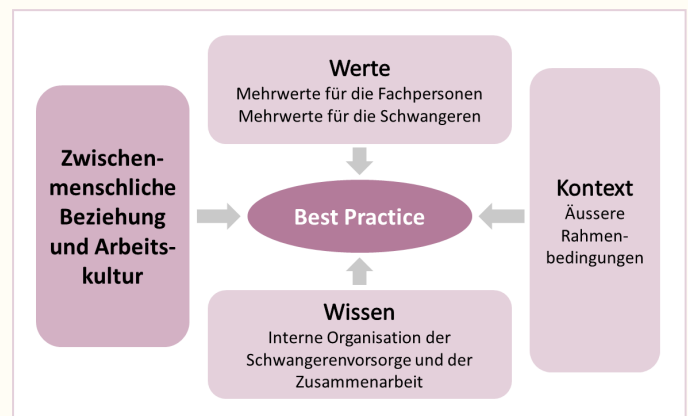 Werte
Mehrwerte für die Fachpersonen
Mehrwerte für die Schwangeren
Zwischen-
menschliche
Beziehung
und Arbeits-
kultur
Best Practice
Kontext
Äussere
Rahmen-
bedingungen
Wissen
Interne Organisation der
Schwangerenvorsorge und der
Zusammenarbeit